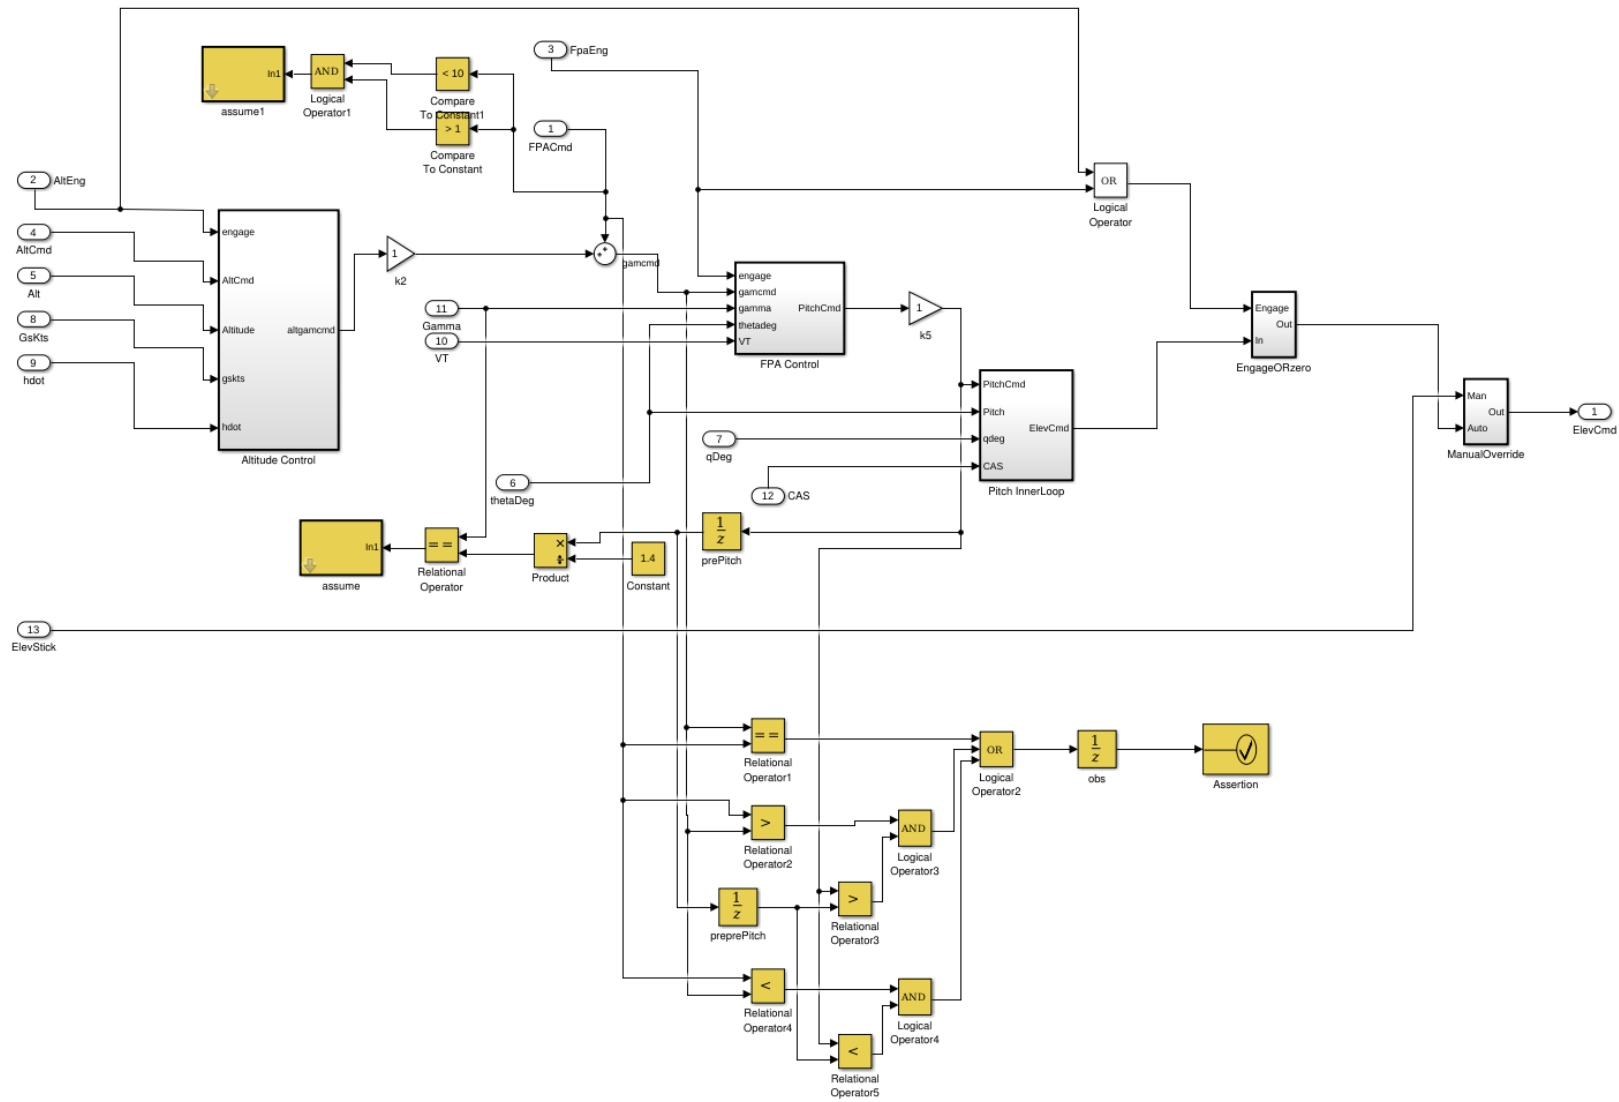 3
FpaEng
In1
assume1
AND
Logical
Operator1
< 10
Compare
To Constant1
> 1
Compare
To Constant
1
FPACmd
2
AltEng
4
AltCmd
5
Alt
8
GsKts
9
hdot
engage
AltCmd
Altitude
altgamcmd
gskts
hdot
Altitude Control
1
k2
gamcmd
11
Gamma
10
VT
engage
gamcmd
gamma
thetadeg
VT
PitchCmd
FPA Control
1
k5
OR
Logical
Operator
Engage
Out
In
EngageORzero
PitchCmd
Pitch
qdeg
CAS
ElevCmd
Pitch InnerLoop
Man
Out
Auto
ManualOverride
1
ElevCmd
7
qDeg
6
thetaDeg
12
CAS
In1
assume
==
Relational
Operator
×
÷
Product
1.4
Constant
1
z
prePitch
13
ElevStick
==
Relational
Operator1
OR
Logical
Operator2
1
z
obs
Assertion
>
Relational
Operator2
AND
Logical
Operator3
1
z
preprePitch
>
Relational
Operator3
<
Relational
Operator4
AND
Logical
Operator4
<
Relational
Operator5